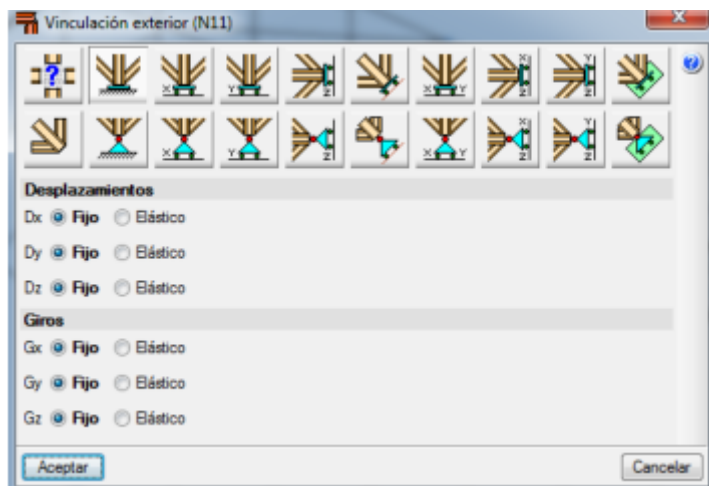 Vinculación exterior (N11)
Desplazamientos
Dx Fijo Elástico
Dy Fijo Elástico
Dz Fijo Elástico
Giros
Gx Fijo Elástico
Gy Fijo Elástico
Gz Fijo Elástico
Aceptar Cancelar